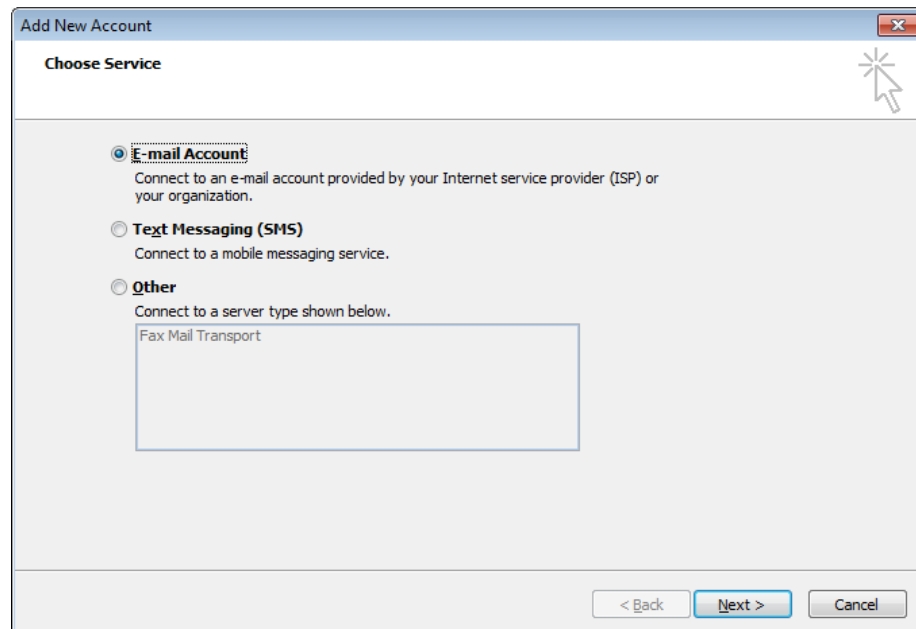 Add New Account
Choose Service
E-mail Account
Connect to an e-mail account provided by your Internet service provider (ISP) or
your organization.
Text Messaging (SMS)
Connect to a mobile messaging service.
Other
Connect to a server type shown below.
Fax Mail Transport
< Back
Next >
Cancel